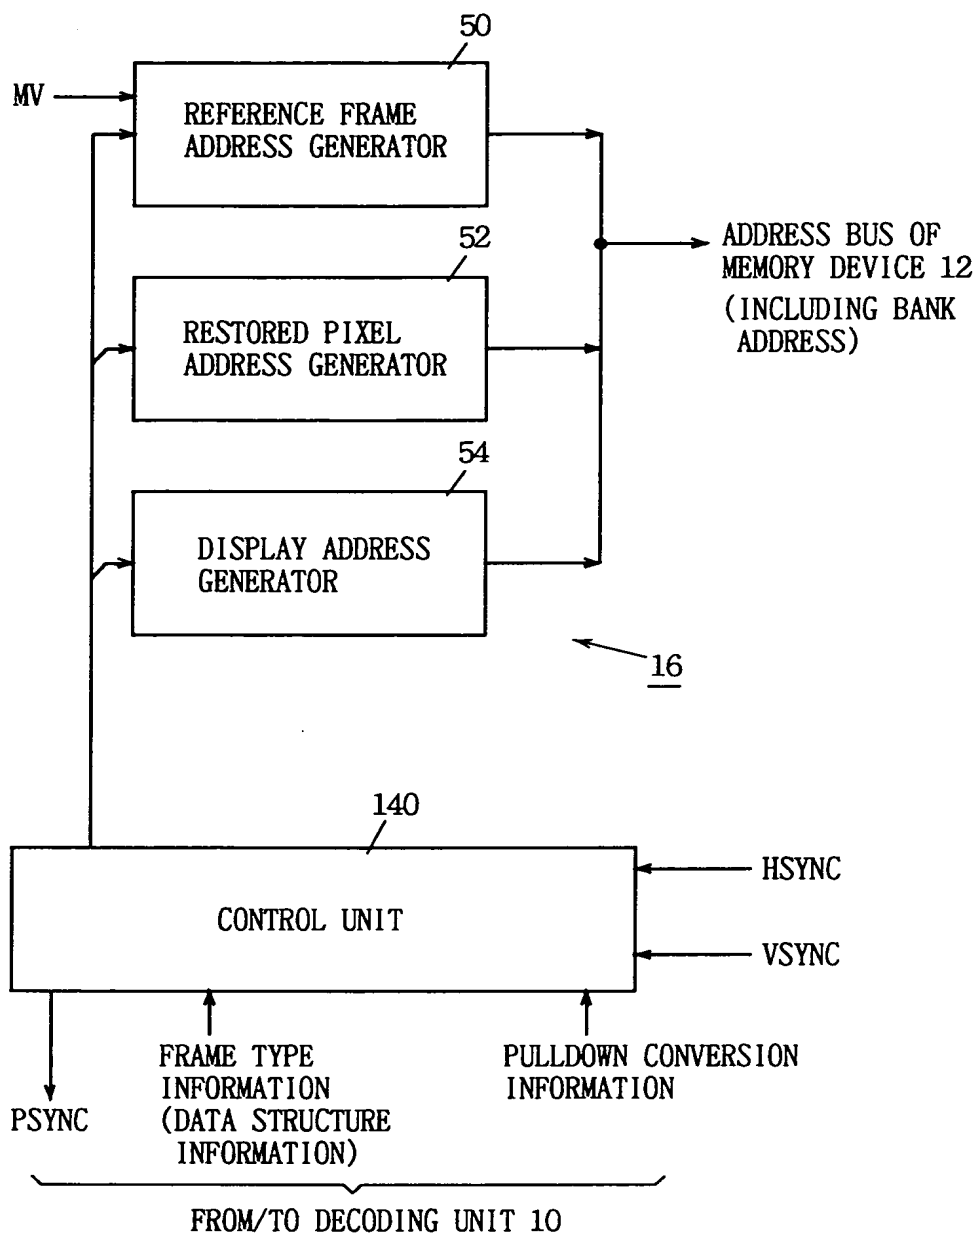 50
MV
REFERENCE FRAME
ADDRESS GENERATOR
52
ADDRESS BUS OF
MEMORY DEVICE 12
(INCLUDING BANK
ADDRESS)
RESTORED PIXEL
ADDRESS GENERATOR
54
DISPLAY ADDRESS
GENERATOR
16
140
HSYNC
CONTROL UNIT
VSYNC
FRAME TYPE
INFORMATION
(DATA STRUCTURE
INFORMATION)
PULLDOWN CONVERSION
INFORMATION
PSYNC
FROM/TO DECODING UNIT 10